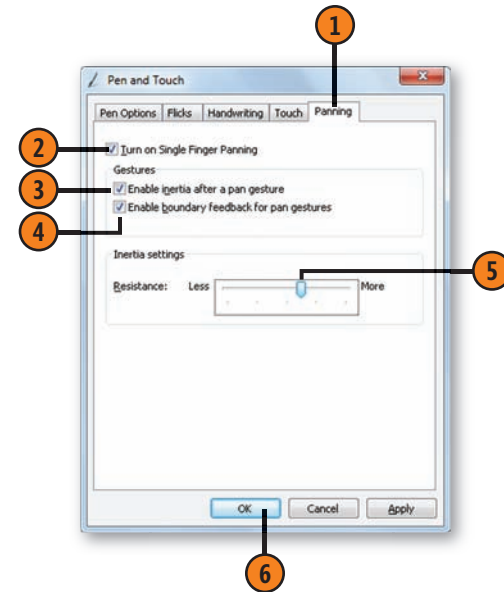 1
Pen and Touch
Pen Options Flicks Handwriting Touch Panning
2 Turn on Single Finger Panning
Gestures
3 Enable inertia after a pan gesture
4 Enable boundary feedback for pan gestures
Inertia settings
5
Resistance: Less More
OK Cancel Apply
6